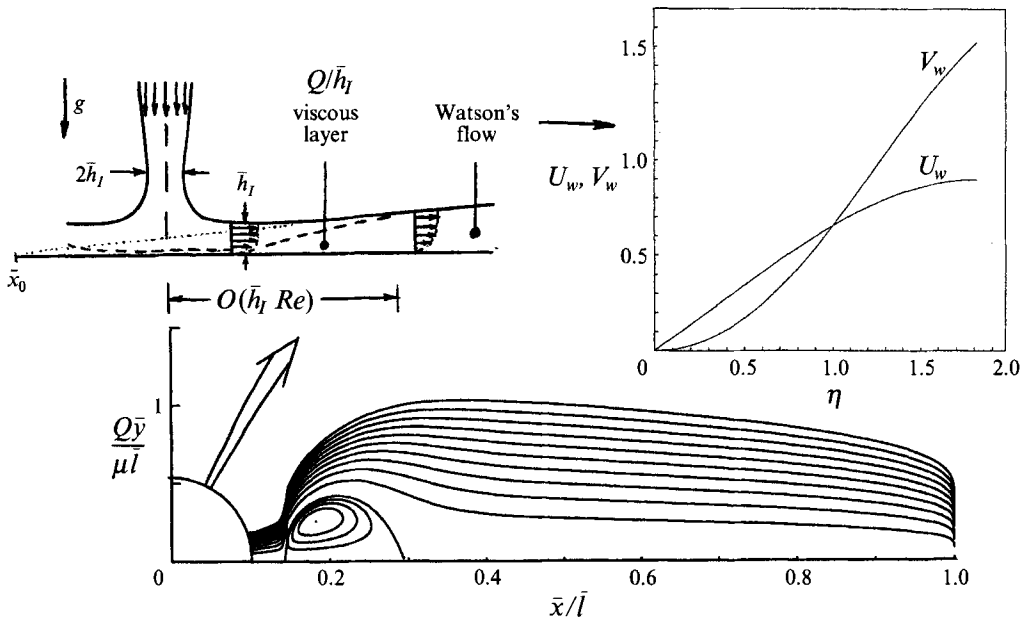 g
2h̄_I
Q/h̄_I
viscous
layer
Watson's
flow
h̄_I
x̄_0
O(h̄_I Re)
1.5
1.0
0.5
0
0.5
1.0
1.5
2.0
U_w, V_w
V_w
U_w
η
1
Qȳ
μl̄
0
0.2
0.4
0.6
0.8
1.0
x̄/l̄